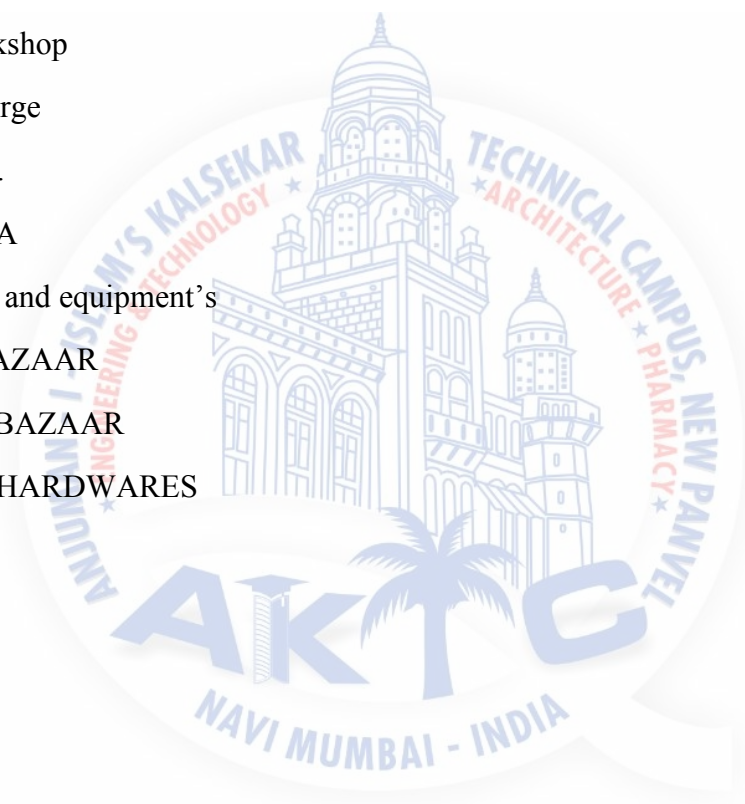 kshop
rge
A
and equipment's
AZAAR
BAZAAR
HARDWARES
ANJUMAN - I - ISLAM'S KALSEKAR TECHNICAL CAMPUS, NEW PANVEL
ENGINEERING & TECHNOLOGY ★ ★ ARCHITECTURE ★ PHARMACY ★
AKTC
NAVI MUMBAI - INDIA